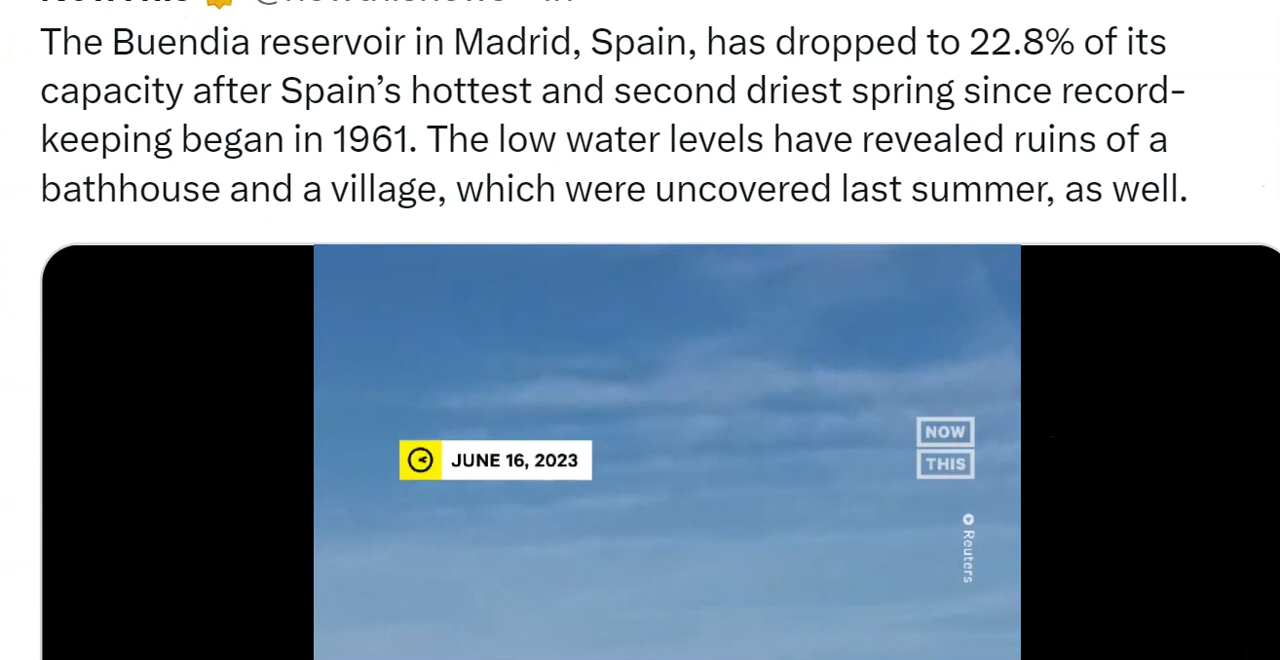 The Buendia reservoir in Madrid, Spain, has dropped to 22.8% of its
capacity after Spain’s hottest and second driest spring since record-
keeping began in 1961. The low water levels have revealed ruins of a
bathhouse and a village, which were uncovered last summer, as well.
JUNE 16, 2023
NOW
THIS
Reuters